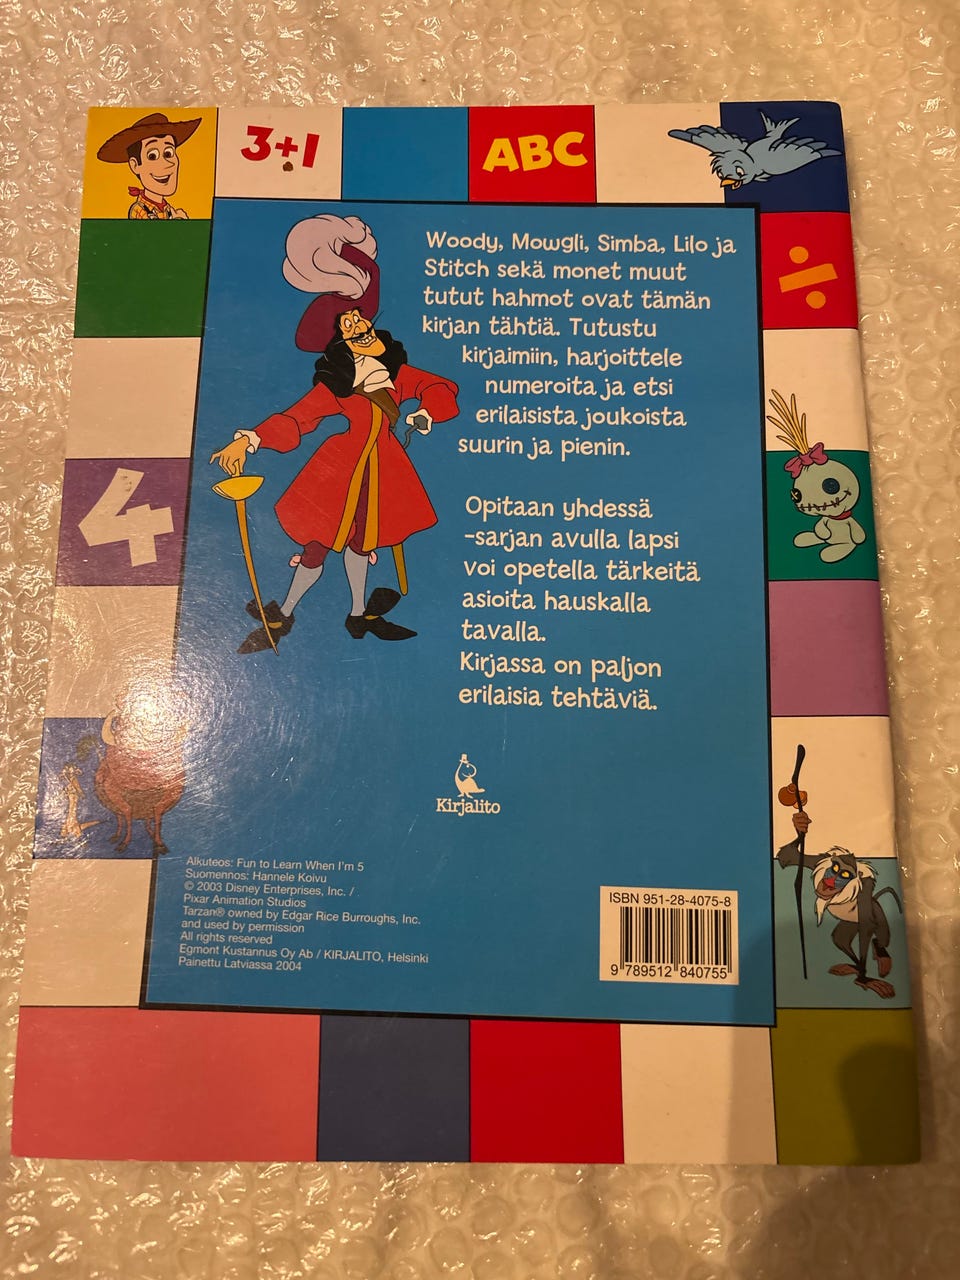 3+1
ABC
÷
4
Woody, Mowgli, Simba, Lilo ja
Stitch sekä monet muut
tutut hahmot ovat tämän
kirjan tähtiä. Tutustu
kirjaimiin, harjoittele
numeroita ja etsi
erilaisista joukoista
suurin ja pienin.
Opitaan yhdessä
-sarjan avulla lapsi
voi opetella tärkeitä
asioita hauskalla
tavalla.
Kirjassa on paljon
erilaisia tehtäviä.
Kirjalito
Alkuteos: Fun to Learn When I'm 5
Suomennos: Hannele Koivu
© 2003 Disney Enterprises, Inc. /
Pixar Animation Studios
Tarzan® owned by Edgar Rice Burroughs, Inc.
and used by permission
All rights reserved
Egmont Kustannus Oy Ab / KIRJALITO, Helsinki
Painettu Latviassa 2004
ISBN 951-28-4075-8
9 789512 840755